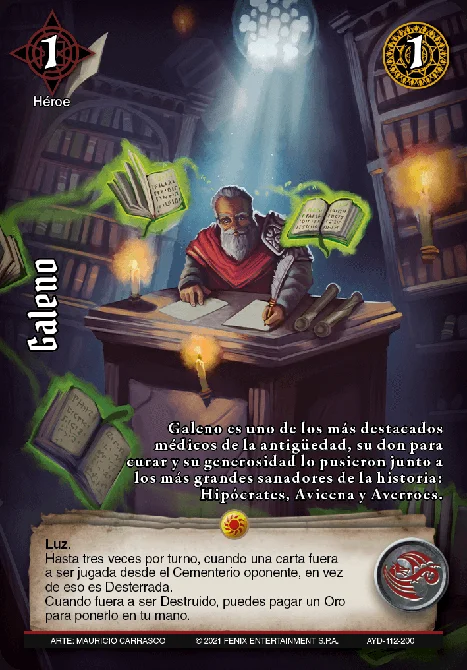 1
1
Héroe
Galeno
Galeno es uno de los más destacados
médicos de la antigüedad, su don para
curar y su generosidad lo pusieron junto a
los más grandes sanadores de la historia:
Hipócrates, Avicena y Averroes.
Luz.
Hasta tres veces por turno, cuando una carta fuera
a ser jugada desde el Cementerio oponente, en vez
de eso es Desterrada.
Cuando fuera a ser Destruido, puedes pagar un Oro
para ponerlo en tu mano.
ARTE: MAURICIO CARRASCO © 2021 FENIX ENTERTAINMENT S.P.A. AYD-112-200